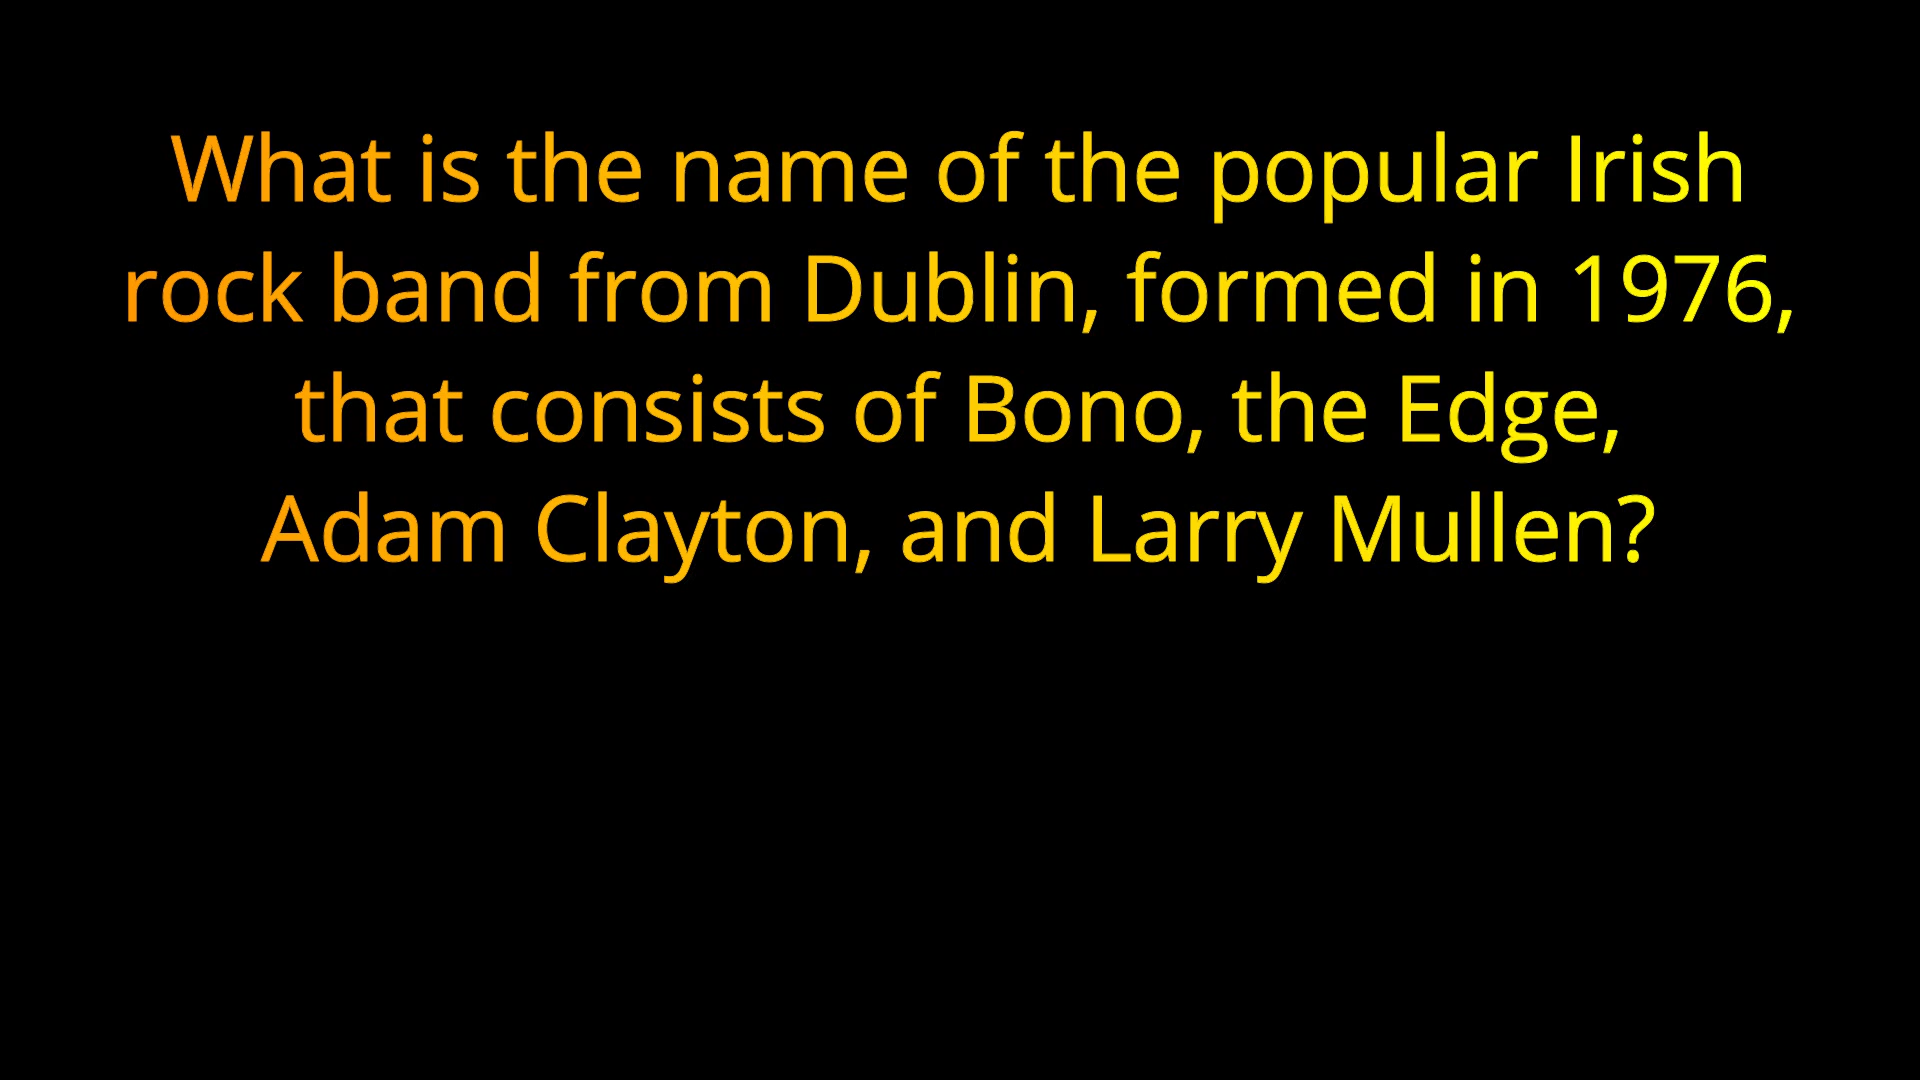 What is the name of the popular Irish
rock band from Dublin, formed in 1976,
that consists of Bono, the Edge,
Adam Clayton, and Larry Mullen?